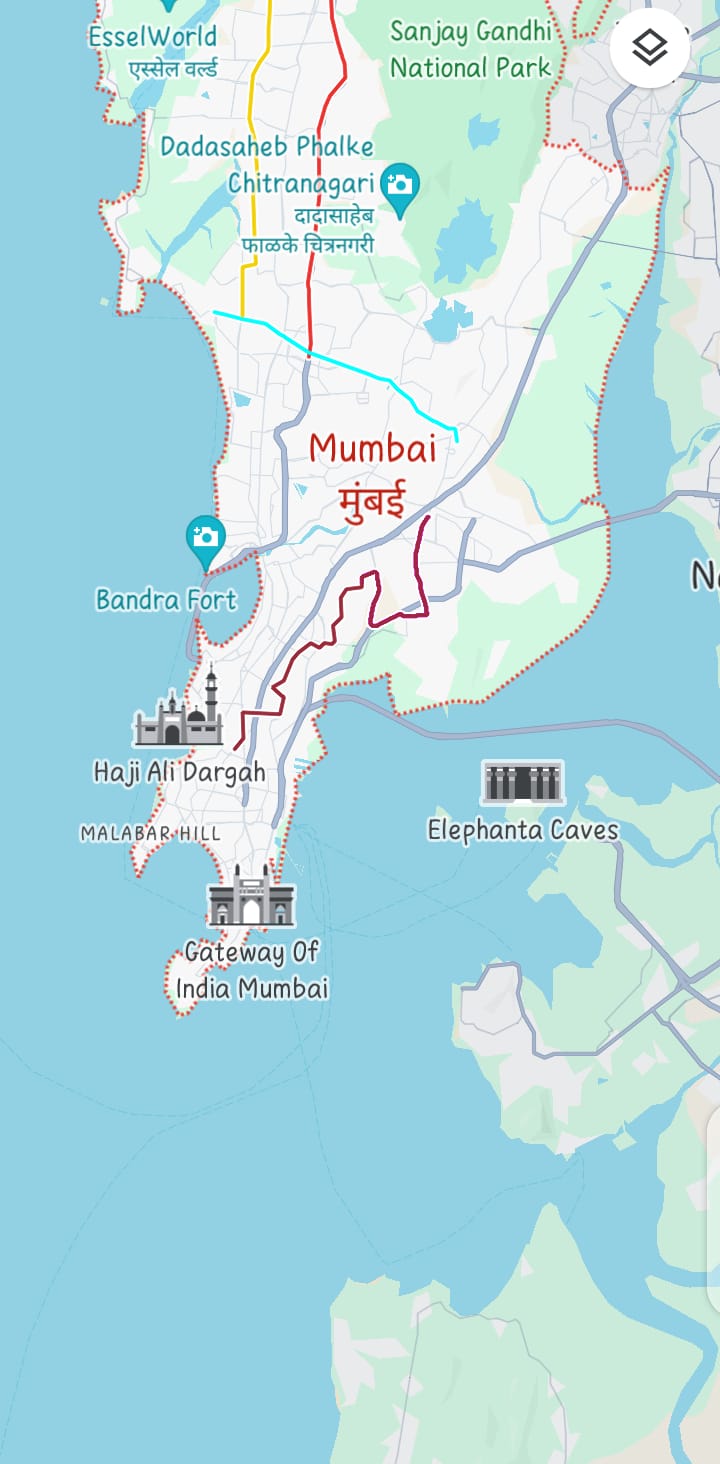 EsselWorld
एस्सेल वर्ल्ड
Sanjay Gandhi
National Park
Dadasaheb Phalke
Chitranagari
दादासाहेब
फाळके चित्रनगरी
Mumbai
मुंबई
Bandra Fort
Haji Ali Dargah
MALABAR HILL
Elephanta Caves
Gateway Of
India Mumbai